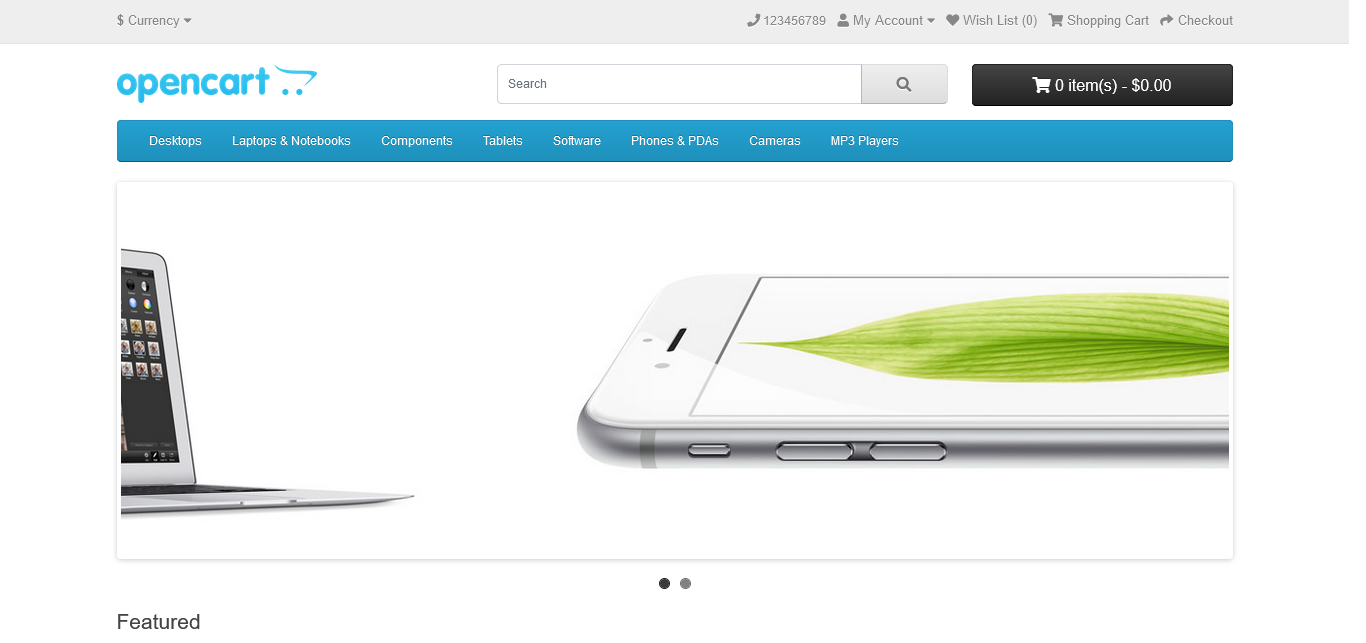 $ Currency
123456789 My Account Wish List (0) Shopping Cart Checkout
opencart
Search
0 item(s) - $0.00
Desktops Laptops & Notebooks Components Tablets Software Phones & PDAs Cameras MP3 Players
Featured